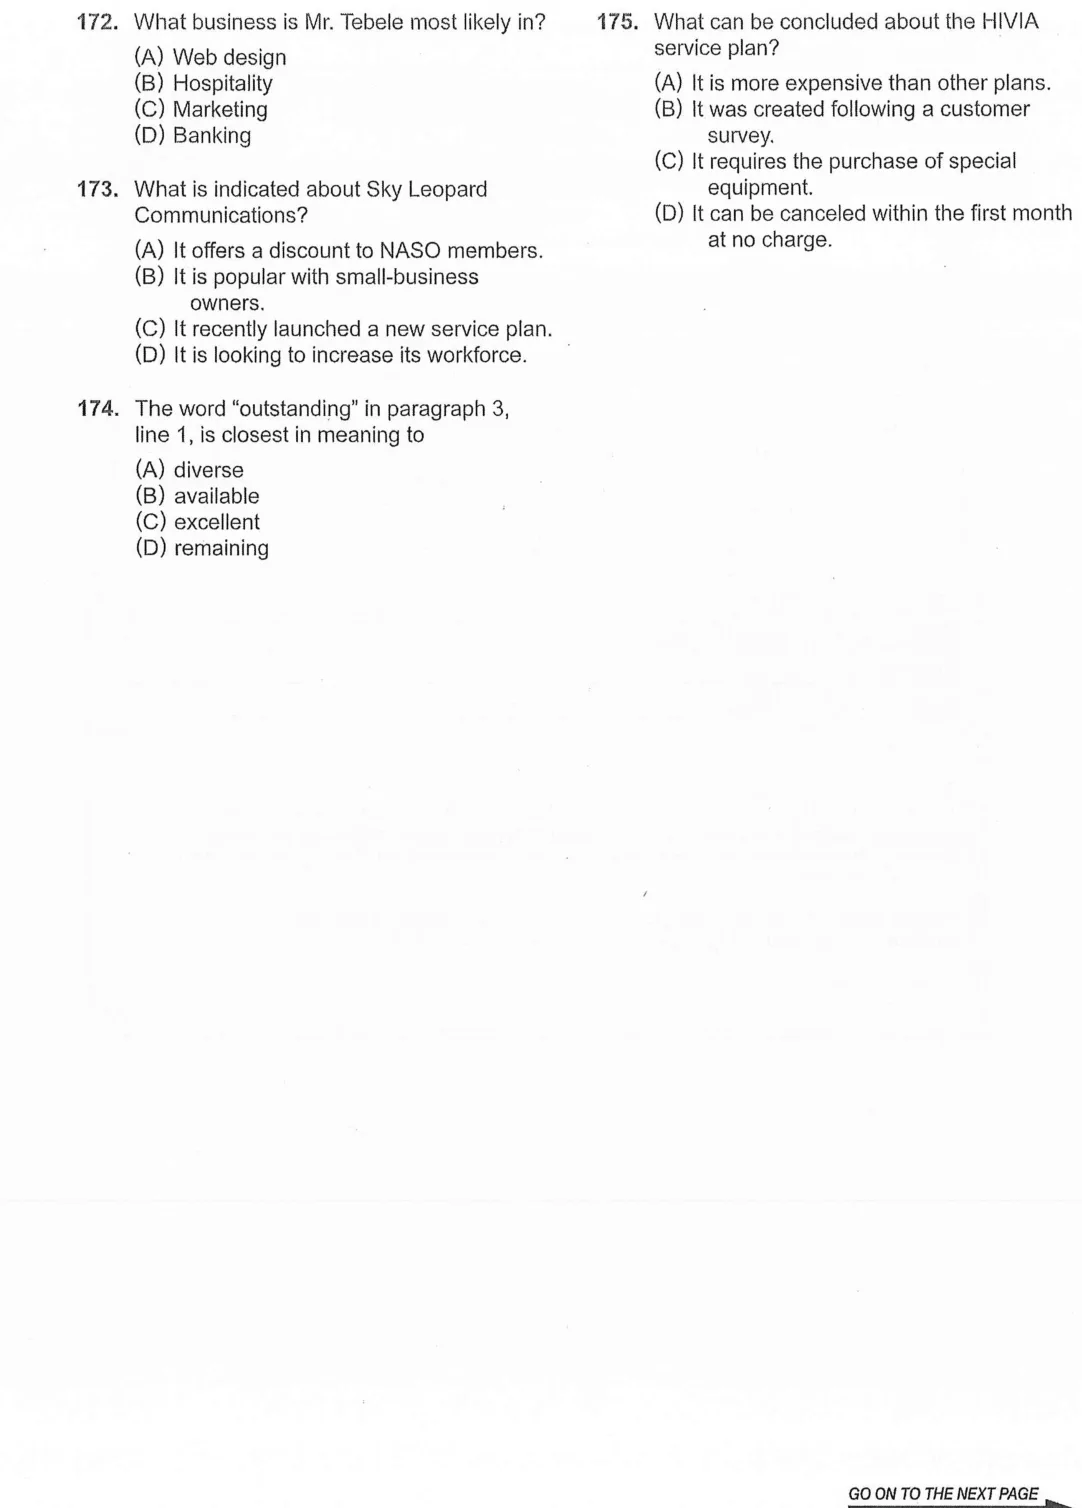 172. What business is Mr. Tebele most likely in?
(A) Web design
(B) Hospitality
(C) Marketing
(D) Banking
173. What is indicated about Sky Leopard
Communications?
(A) It offers a discount to NASO members.
(B) It is popular with small-business
owners.
(C) It recently launched a new service plan.
(D) It is looking to increase its workforce.
174. The word “outstanding” in paragraph 3,
line 1, is closest in meaning to
(A) diverse
(B) available
(C) excellent
(D) remaining
175. What can be concluded about the HIVIA
service plan?
(A) It is more expensive than other plans.
(B) It was created following a customer
survey.
(C) It requires the purchase of special
equipment.
(D) It can be canceled within the first month
at no charge.
GO ON TO THE NEXT PAGE